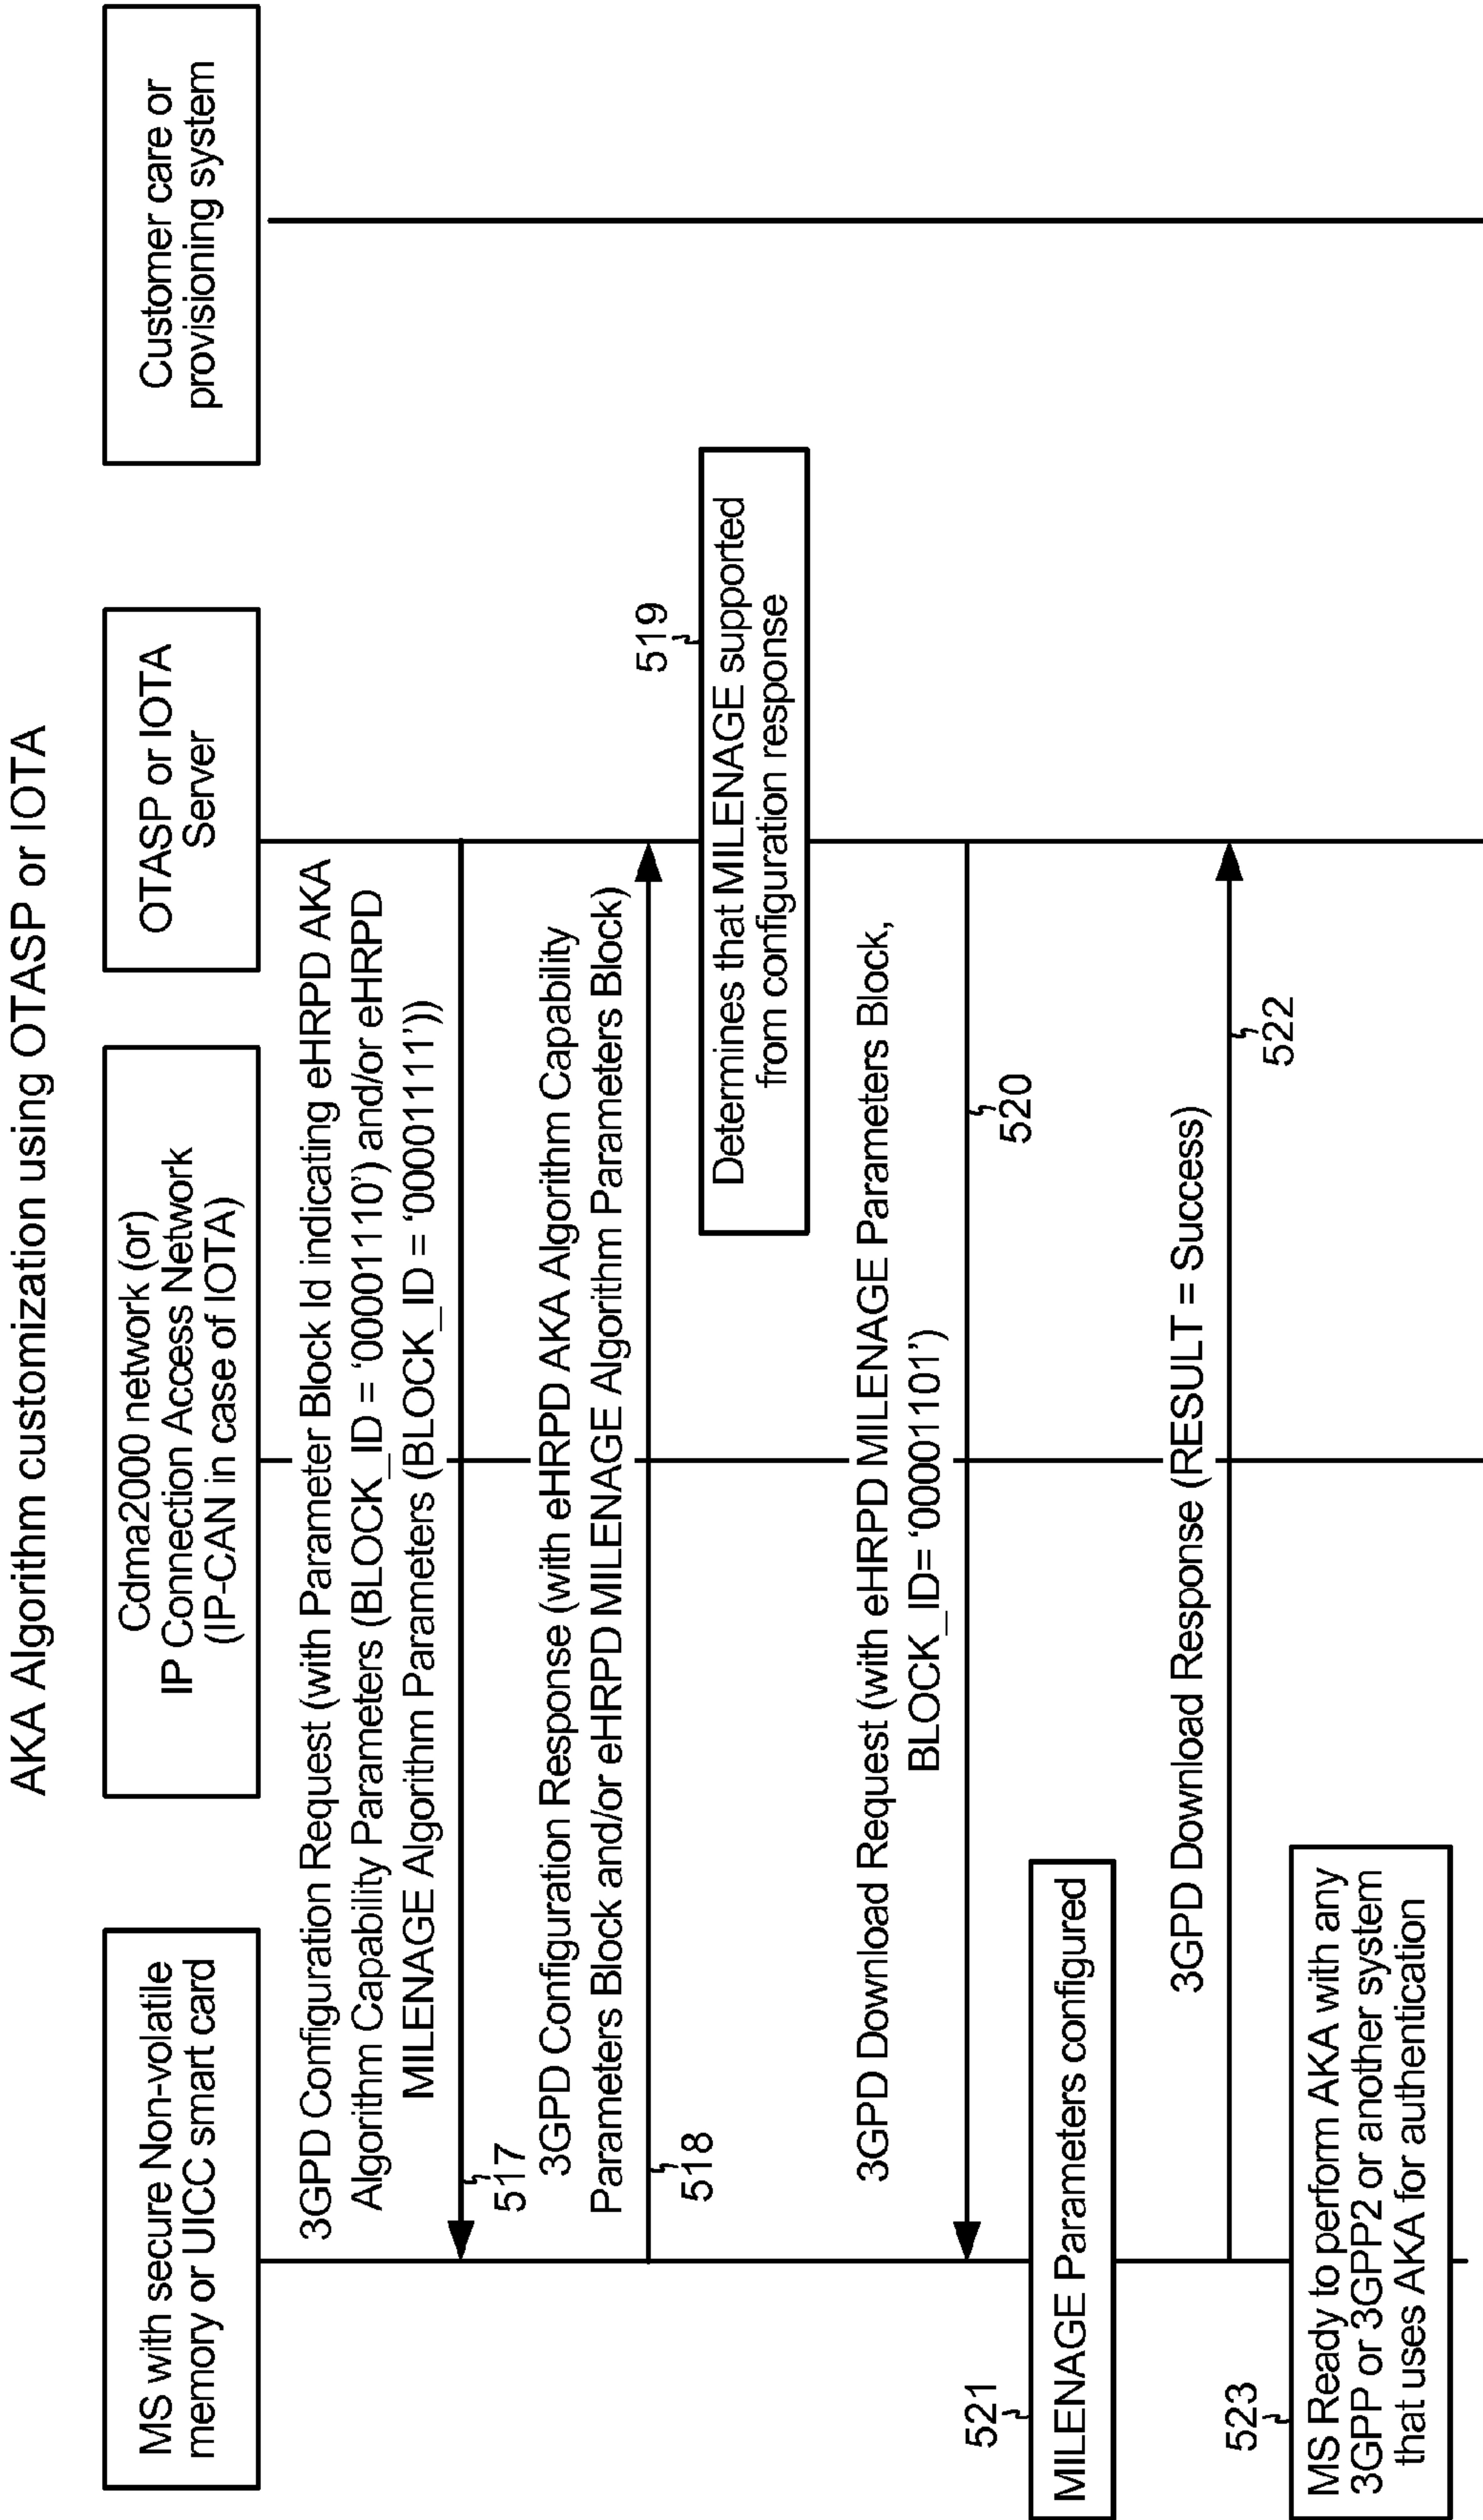 AKA Algorithm customization using OTASP or IOTA
MS with secure Non-volatile
memory or UICC smart card
Cdma2000 network (or)
IP Connection Access Network
(IP-CAN in case of IOTA)
OTASP or IOTA
Server
Customer care or
provisioning system
3GPD Configuration Request (with Parameter Block Id indicating eHRPD AKA
Algorithm Capability Parameters (BLOCK_ID = ‘00001110’) and/or eHRPD
MILENAGE Algorithm Parameters (BLOCK_ID = ‘00001111’))
517
3GPD Configuration Response (with eHRPD AKA Algorithm Capability
Parameters Block and/or eHRPD MILENAGE Algorithm Parameters Block)
518
519
Determines that MILENAGE supported
from configuration response
3GPD Download Request (with eHRPD MILENAGE Parameters Block,
BLOCK_ID= ‘00001101’)
520
521
MILENAGE Parameters configured
3GPD Download Response (RESULT = Success)
522
523
MS Ready to perform AKA with any
3GPP or 3GPP2 or another system
that uses AKA for authentication